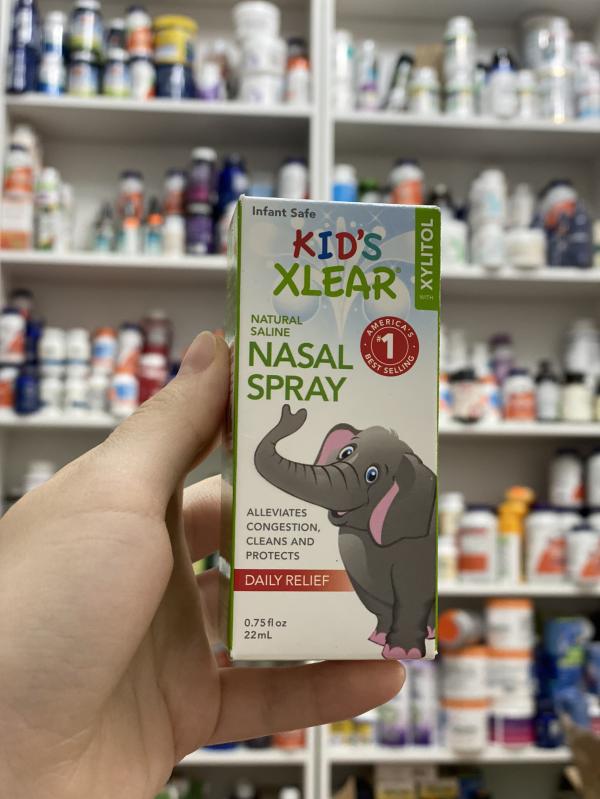 Infant Safe
KID'S
XLEAR®
WITH XYLITOL
NATURAL
SALINE
NASAL
SPRAY
AMERICA'S
#1
BEST SELLING
ALLEVIATES
CONGESTION,
CLEANS AND
PROTECTS
DAILY RELIEF
0.75 fl oz
22mL